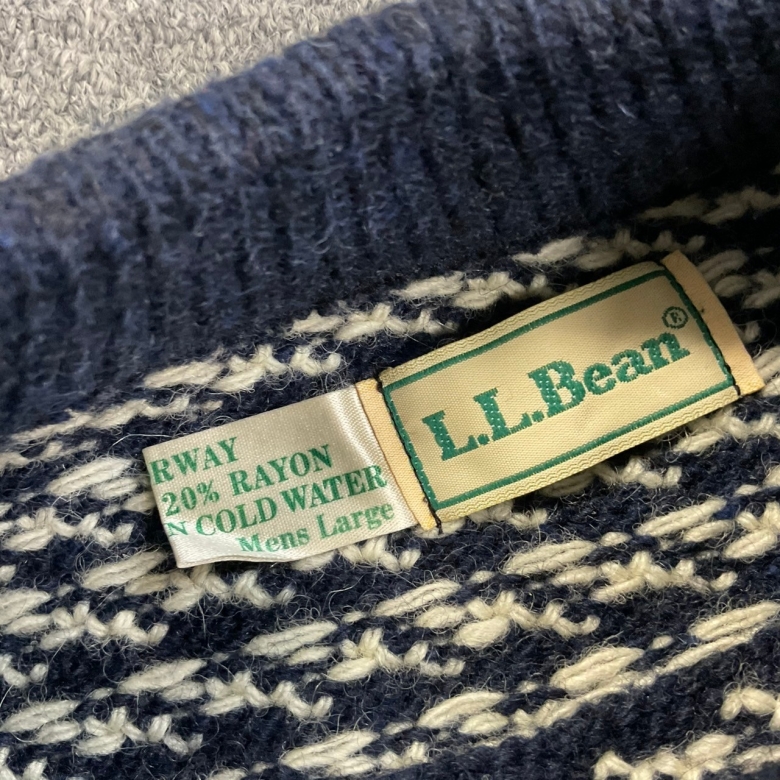 RWAY
20% RAYON
N COLD WATER
Mens Large
L.L.Bean®